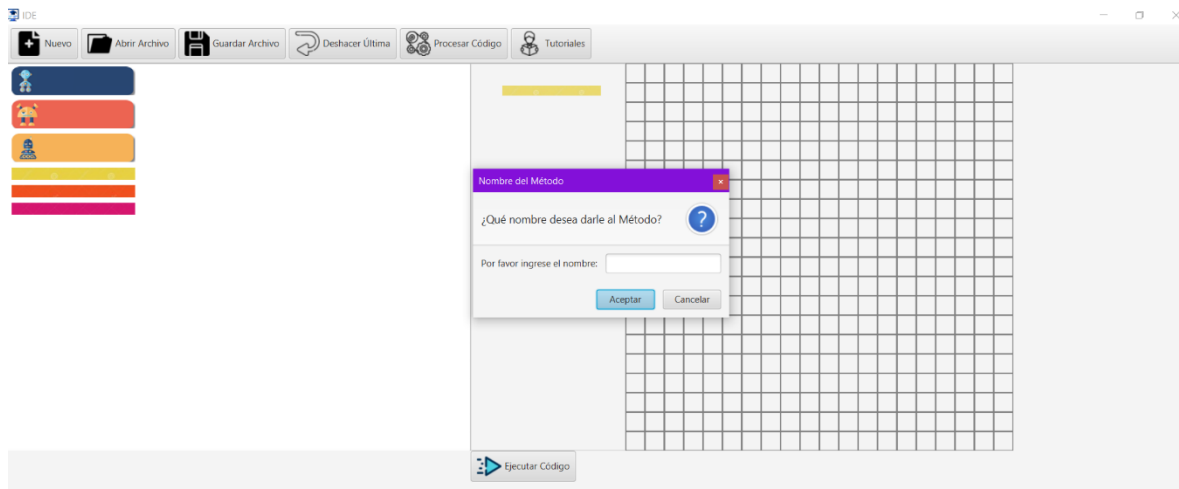 IDE
Nuevo
Abrir Archivo
Guardar Archivo
Deshacer Última
Procesar Código
Tutoriales
Nombre del Método
¿Qué nombre desea darle al Método?
Por favor ingrese el nombre:
Aceptar
Cancelar
Ejecutar Código